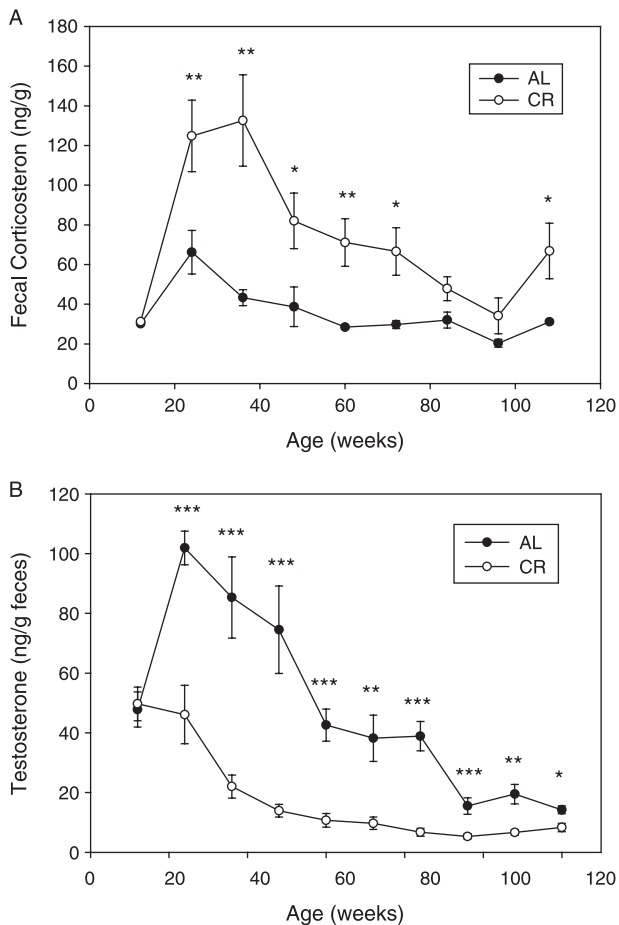 A
180
160
140
120
100
80
60
40
20
0
Fecal Corticosteron (ng/g)
** ** * ** * *
AL
CR
0 20 40 60 80 100 120
Age (weeks)
B
120
100
80
60
40
20
0
Testosterone (ng/g feces)
*** *** *** *** ** *** *** ** *
AL
CR
0 20 40 60 80 100 120
Age (weeks)